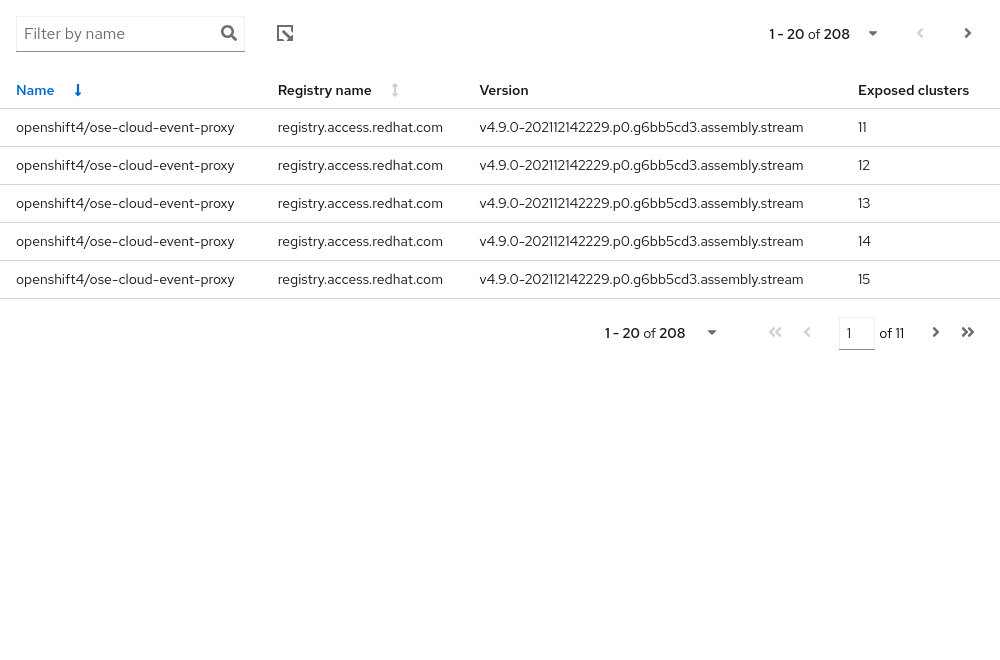 Filter by name
1 - 20 of 208
Name Registry name Version Exposed clusters
openshift4/ose-cloud-event-proxy registry.access.redhat.com v4.9.0-202112142229.p0.g6bb5cd3.assembly.stream 11
openshift4/ose-cloud-event-proxy registry.access.redhat.com v4.9.0-202112142229.p0.g6bb5cd3.assembly.stream 12
openshift4/ose-cloud-event-proxy registry.access.redhat.com v4.9.0-202112142229.p0.g6bb5cd3.assembly.stream 13
openshift4/ose-cloud-event-proxy registry.access.redhat.com v4.9.0-202112142229.p0.g6bb5cd3.assembly.stream 14
openshift4/ose-cloud-event-proxy registry.access.redhat.com v4.9.0-202112142229.p0.g6bb5cd3.assembly.stream 15
1 - 20 of 208 1 of 11